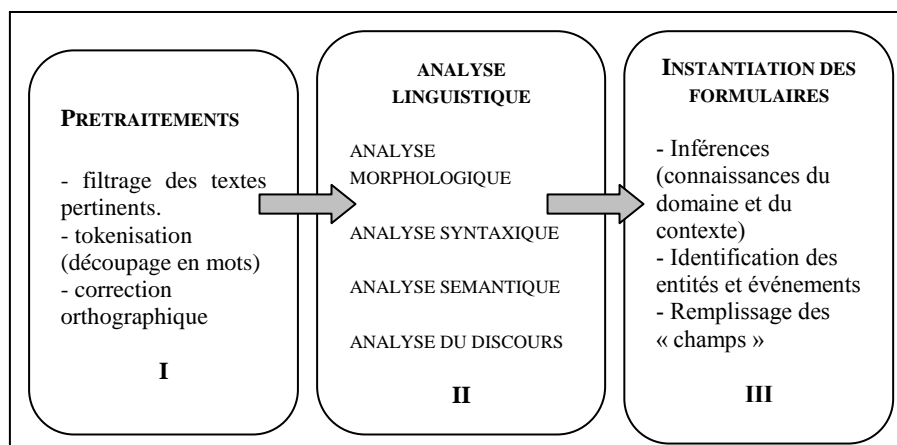 PRETRAITEMENTS
- filtrage des textes
pertinents.
- tokenisation
(découpage en mots)
- correction
orthographique
I
ANALYSE
LINGUISTIQUE
ANALYSE
MORPHOLOGIQUE
ANALYSE SYNTAXIQUE
ANALYSE SEMANTIQUE
ANALYSE DU DISCOURS
II
INSTANTIATION DES
FORMULAIRES
- Inférences
(connaissances du
domaine et du
contexte)
- Identification des
entités et événements
- Remplissage des
« champs »
III